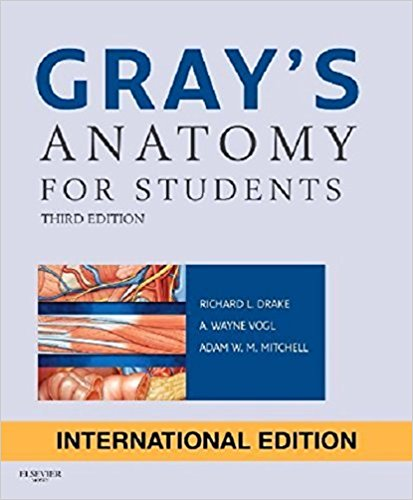 GRAY'S
ANATOMY
FOR STUDENTS
THIRD EDITION
RICHARD L. DRAKE
A. WAYNE VOGL
ADAM W. M. MITCHELL
INTERNATIONAL EDITION
ELSEVIER